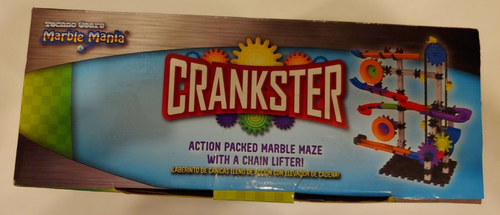 Techno Gears
Marble Mania
CRANKSTER
ACTION PACKED MARBLE MAZE
WITH A CHAIN LIFTER!
¡LABERINTO DE CANICAS LLENO DE ACCIÓN CON ELEVADOR DE CADENA!